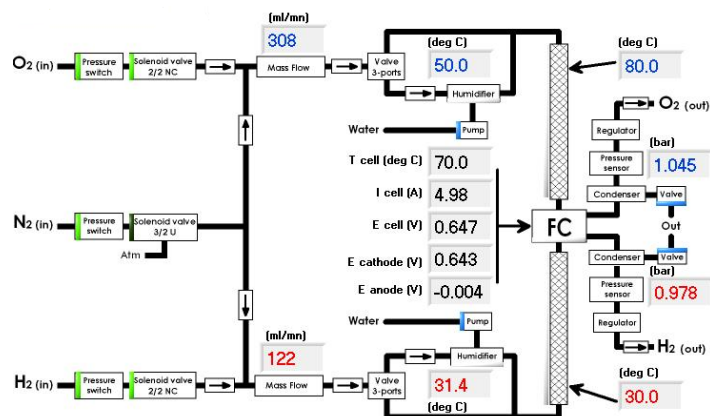 (ml/mn)
308
(deg C)
50.0
(deg C)
80.0
O2 (in)
Pressure switch
Solenoid valve 2/2 NC
Mass Flow
Valve 3-ports
Humidifier
Water
Pump
O2 (out)
Regulator
(bar)
Pressure sensor
1.045
Condenser
Valve
T cell (deg C)
70.0
I cell (A)
4.98
E cell (V)
0.647
E cathode (V)
0.643
E anode (V)
-0.004
FC
Out
N2 (in)
Pressure switch
Solenoid valve 3/2 U
Atm
Condenser
Valve
(bar)
Pressure sensor
0.978
Regulator
H2 (out)
Water
Pump
(ml/mn)
122
Humidifier
H2 (in)
Pressure switch
Solenoid valve 2/2 NC
Mass Flow
Valve 3-ports
31.4
(deg C)
(deg C)
30.0